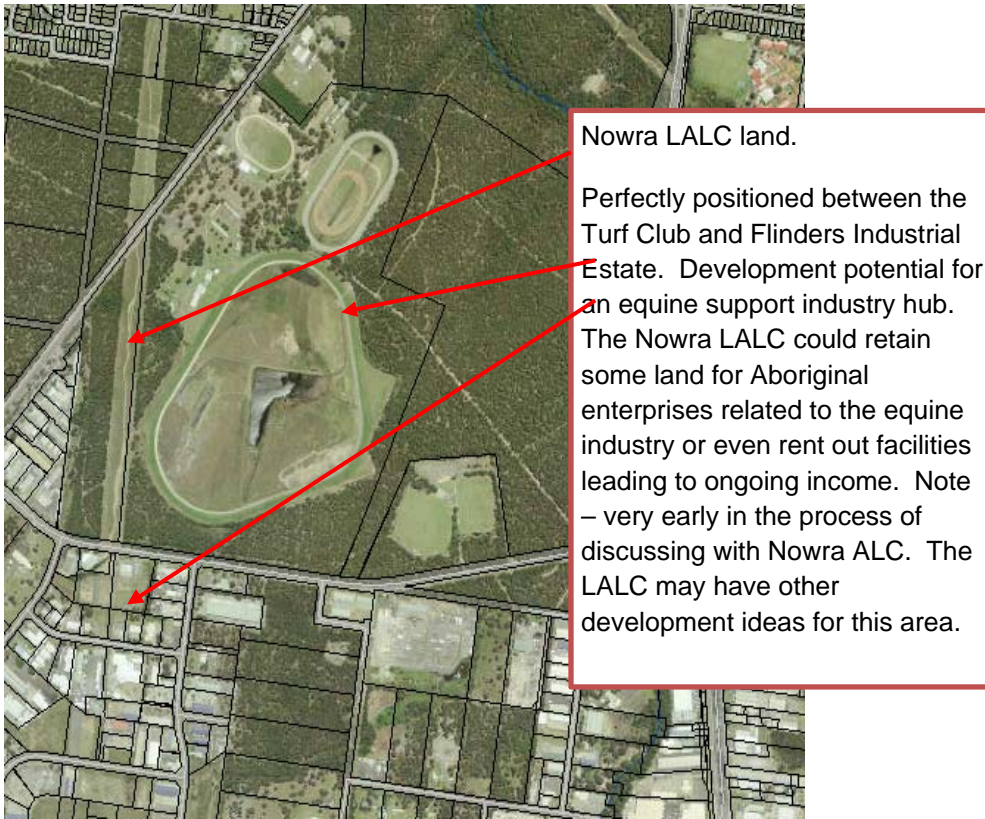 Nowra LALC land.
Perfectly positioned between the
Turf Club and Flinders Industrial
Estate.  Development potential for
an equine support industry hub.
The Nowra LALC could retain
some land for Aboriginal
enterprises related to the equine
industry or even rent out facilities
leading to ongoing income.  Note
– very early in the process of
discussing with Nowra ALC.  The
LALC may have other
development ideas for this area.